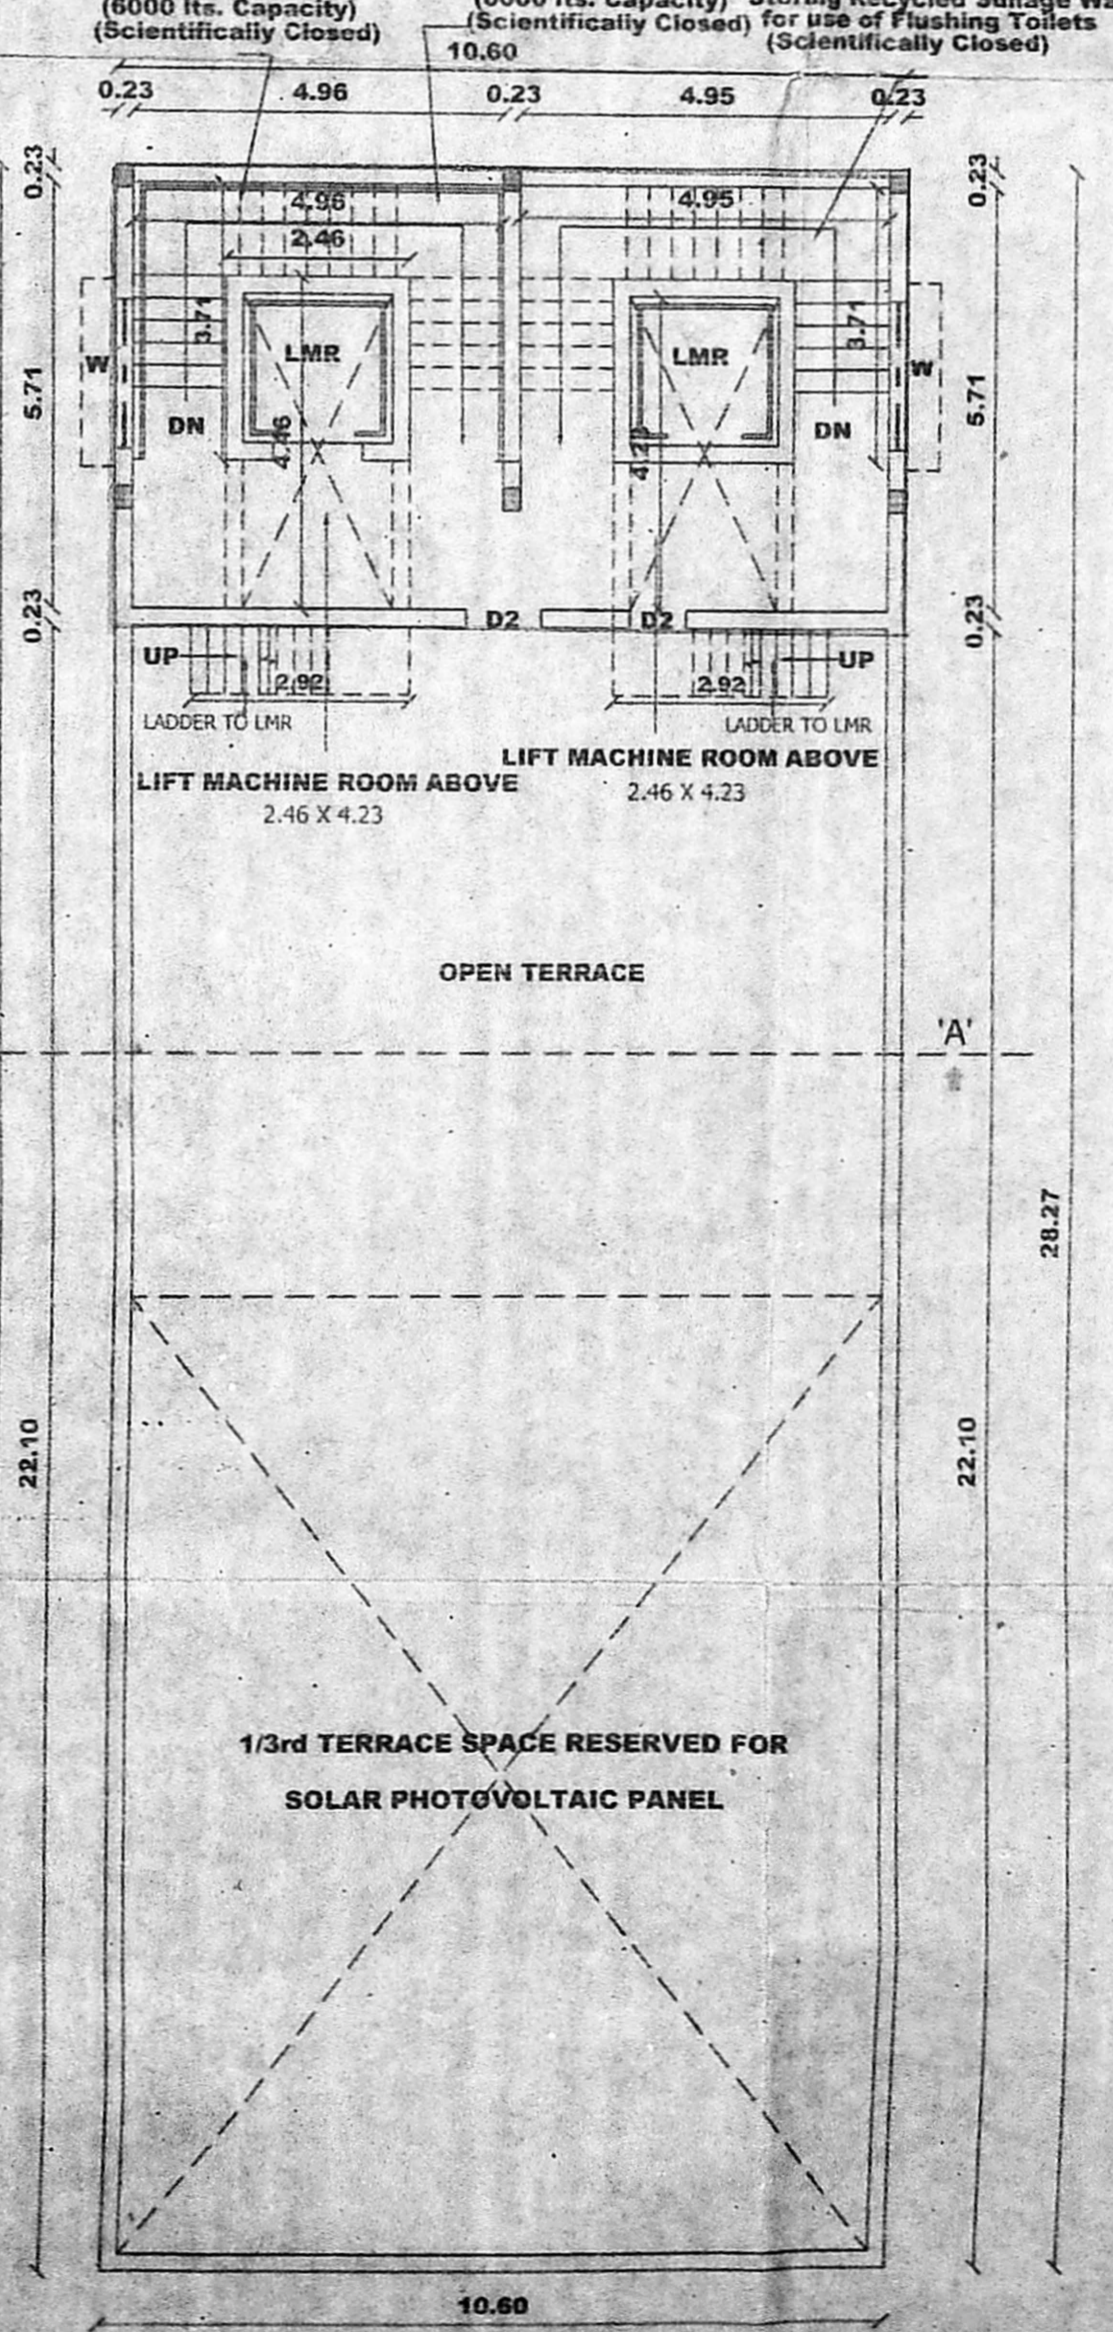 (6000 lts. Capacity)
(Scientifically Closed)
(Scientifically Closed)
for use of Flushing Toilets
(Scientifically Closed)
10.60
0.23 4.96 0.23 4.95 0.23
0.23
0.23
4.96
4.95
2.46
3.71
3.71
LMR
LMR
W
W
5.71
5.71
DN
DN
4.46
0.23
0.23
D2
D2
UP
UP
2.92
2.92
LADDER TO LMR
LADDER TO LMR
LIFT MACHINE ROOM ABOVE
2.46 X 4.23
LIFT MACHINE ROOM ABOVE
2.46 X 4.23
OPEN TERRACE
'A'
28.27
22.10
22.10
1/3rd TERRACE SPACE RESERVED FOR
SOLAR PHOTOVOLTAIC PANEL
10.60